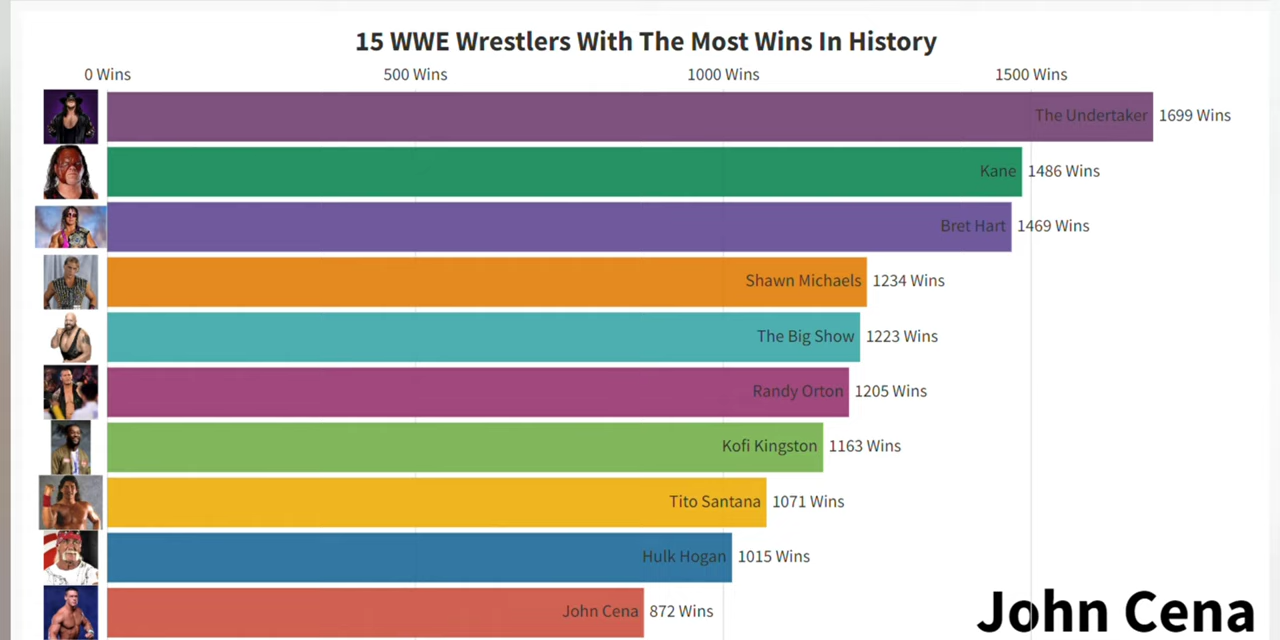 15 WWE Wrestlers With The Most Wins In History
0 Wins 500 Wins 1000 Wins 1500 Wins
The Undertaker 1699 Wins
Kane 1486 Wins
Bret Hart 1469 Wins
Shawn Michaels 1234 Wins
The Big Show 1223 Wins
Randy Orton 1205 Wins
Kofi Kingston 1163 Wins
Tito Santana 1071 Wins
Hulk Hogan 1015 Wins
John Cena 872 Wins
John Cena